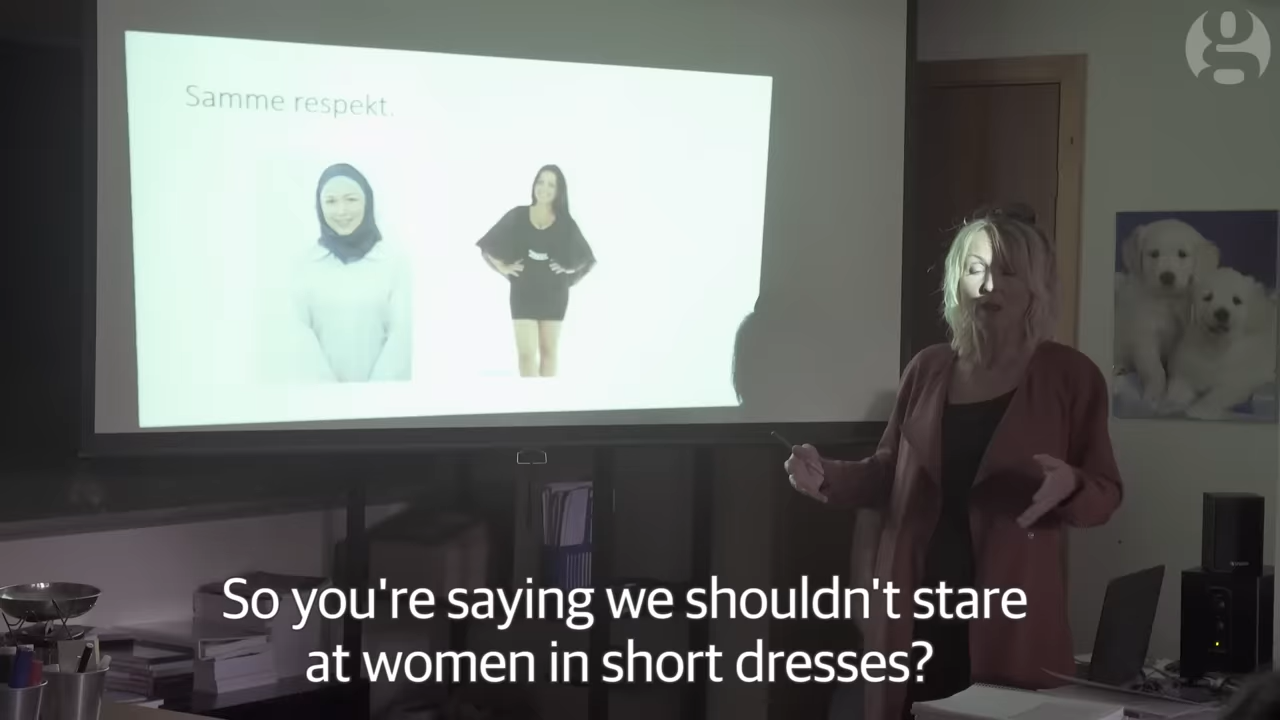 Samme respekt.
So you're saying we shouldn't stare
at women in short dresses?